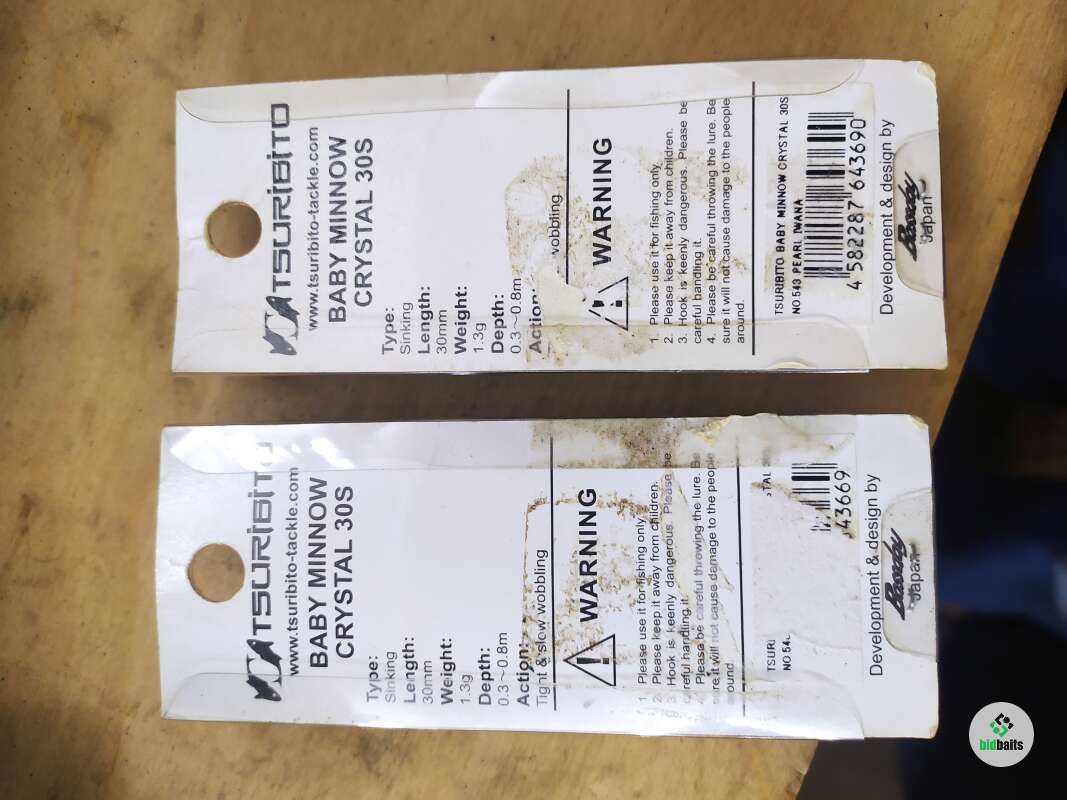 TSURIBITO
www.tsuribito-tackle.com
BABY MINNOW
CRYSTAL 30S
Type:
Sinking
Length:
30mm
Weight:
1.3g
Depth:
0.3~0.8m
Action:
wobbling
WARNING
1. Please use it for fishing only.
2. Please keep it away from children.
3. Hook is keenly dangerous. Please be
careful handling it.
4. Please be careful throwing the lure. Be
sure it will not cause damage to the people
around.
TSURIBITO BABY MINNOW CRYSTAL 30S
NO.543 PEARL IWANA
4 582287 643690
Development & design by
Japan
TSURIBITO
www.tsuribito-tackle.com
BABY MINNOW
CRYSTAL 30S
Type:
Sinking
Length:
30mm
Weight:
1.3g
Depth:
0.3~0.8m
Action:
Tight & slow wobbling
WARNING
1. Please use it for fishing only.
2. Please keep it away from children.
3. Hook is keenly dangerous. Please be
careful handling it.
4. Please be careful throwing the lure. Be
sure it will not cause damage to the people
around.
TSURI
NO 54
43669
Development & design by
Japan
bidbaits